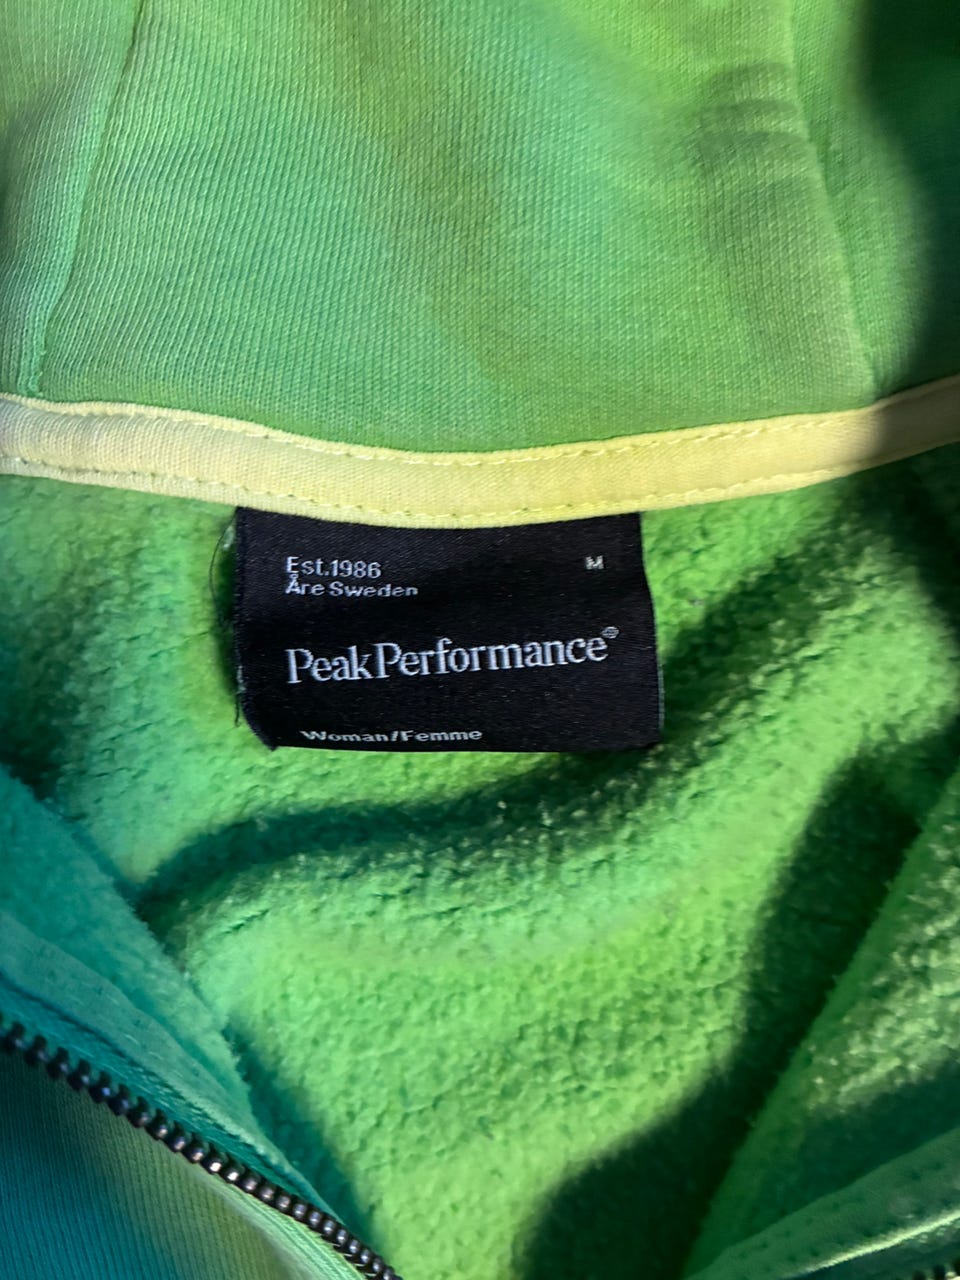 Est.1986
M
Åre Sweden
PeakPerformance®
Woman/Femme